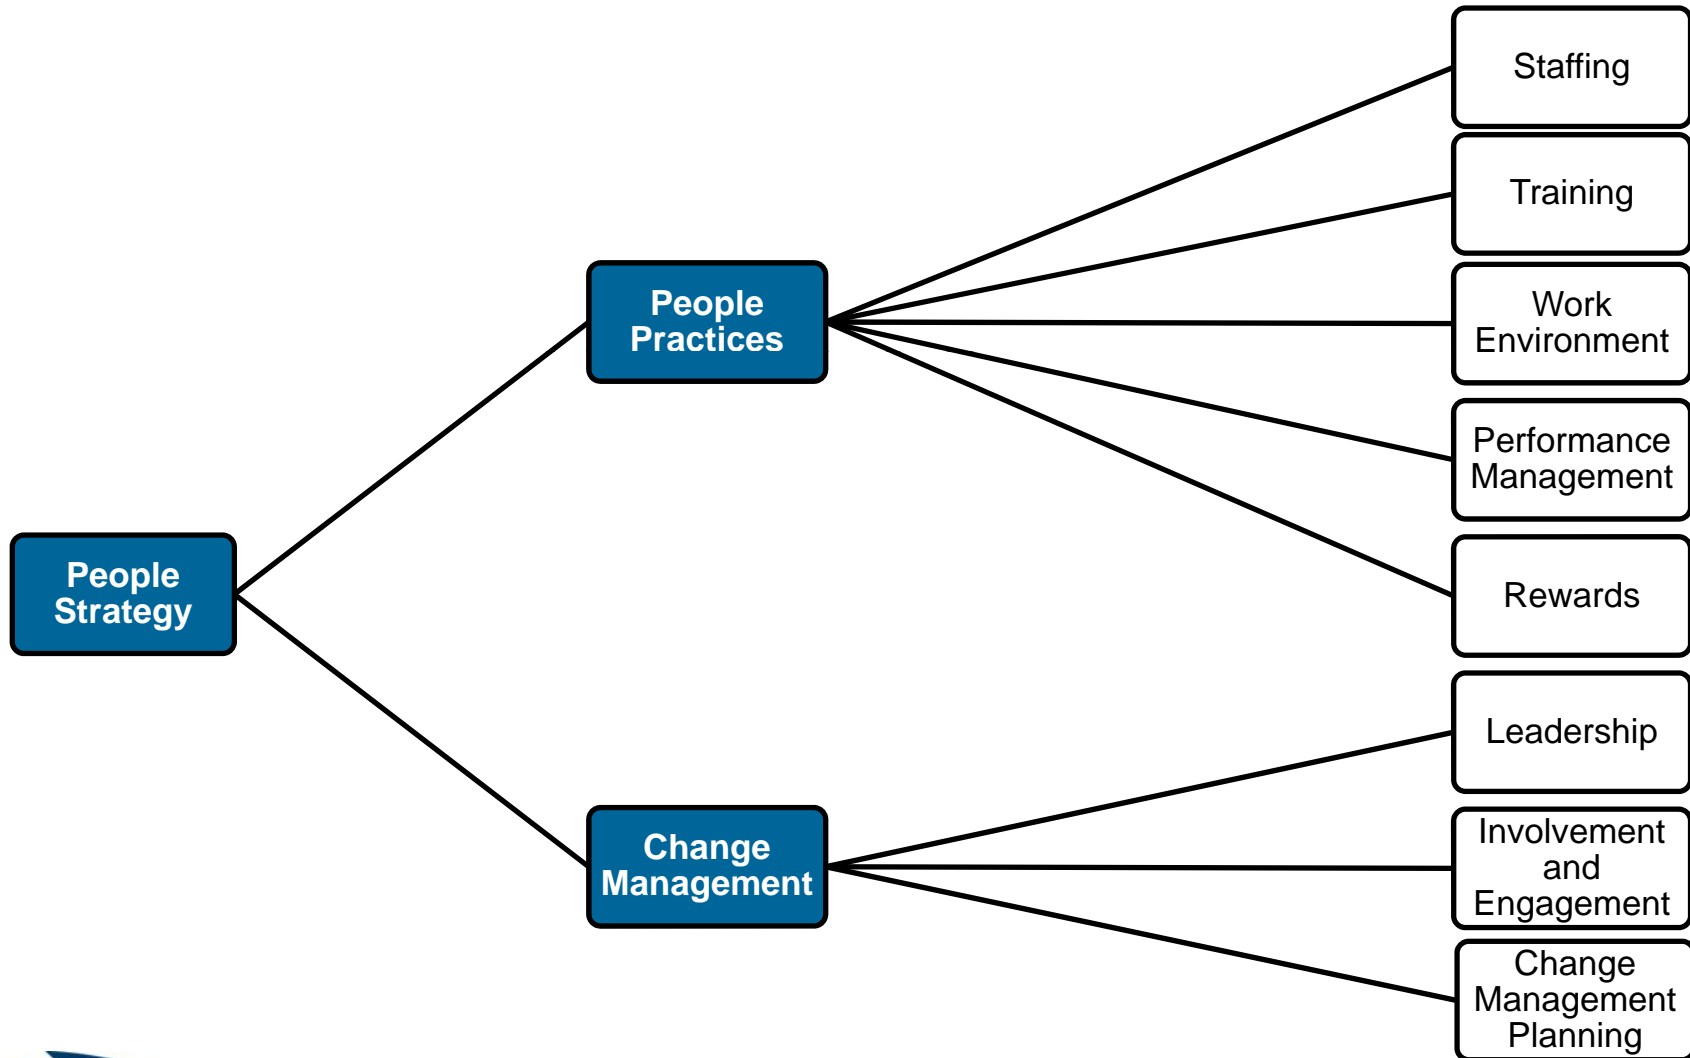 Staffing
Training
People
Practices
Work
Environment
Performance
Management
People
Strategy
Rewards
Leadership
Change
Management
Involvement
and
Engagement
Change
Management
Planning